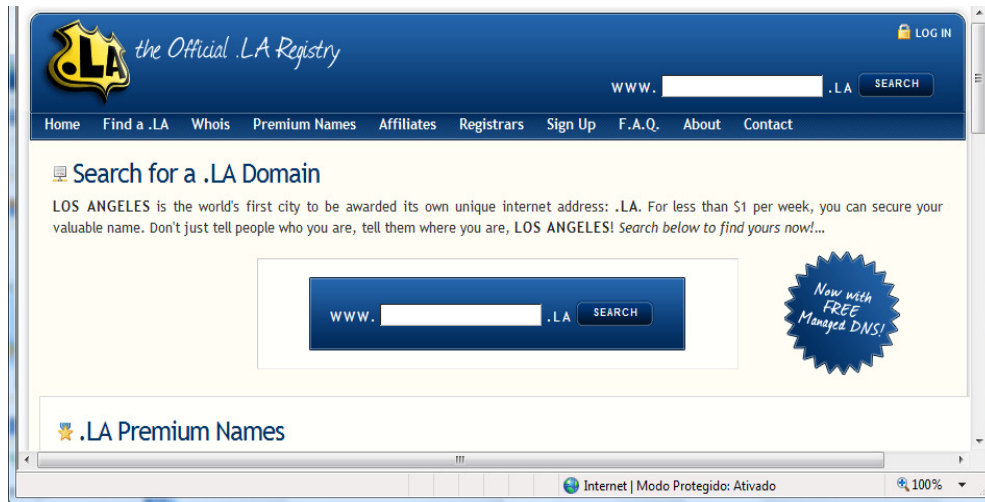 .LA the Official .LA Registry
LOG IN
WWW. .LA SEARCH
Home Find a .LA Whois Premium Names Affiliates Registrars Sign Up F.A.Q. About Contact
Search for a .LA Domain
LOS ANGELES is the world's first city to be awarded its own unique internet address: .LA. For less than $1 per week, you can secure your
valuable name. Don't just tell people who you are, tell them where you are, LOS ANGELES! Search below to find yours now!...
WWW. .LA SEARCH
Now with
FREE
Managed DNS!
.LA Premium Names
Internet | Modo Protegido: Ativado 100%